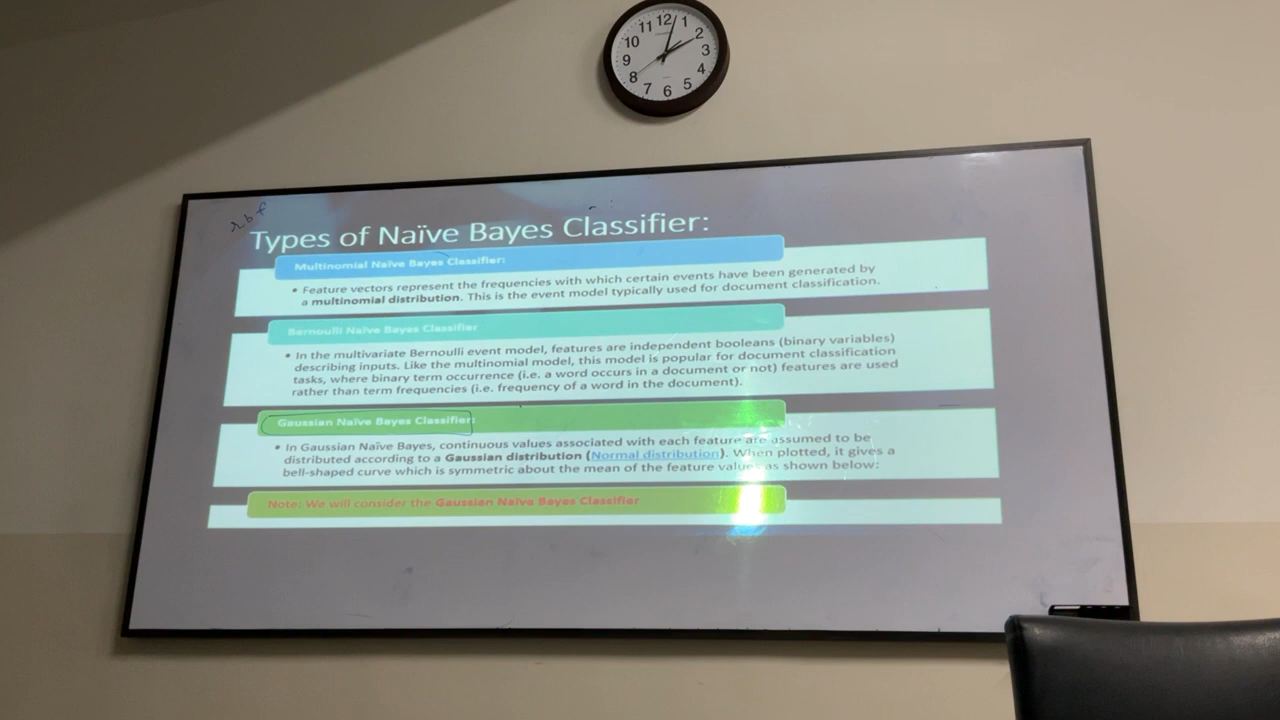 11 12 1
10 2
9 3
8 4
7 6 5
rbf
Types of Naïve Bayes Classifier:
Multinomial Naïve Bayes Classifier:
• Feature vectors represent the frequencies with which certain events have been generated by
a multinomial distribution. This is the event model typically used for document classification.
Bernoulli Naïve Bayes Classifier
• In the multivariate Bernoulli event model, features are independent booleans (binary variables)
describing inputs. Like the multinomial model, this model is popular for document classification
tasks, where binary term occurrence (i.e. a word occurs in a document or not) features are used
rather than term frequencies (i.e. frequency of a word in the document).
Gaussian Naïve Bayes Classifier:
• In Gaussian Naïve Bayes, continuous values associated with each feature are assumed to be
distributed according to a Gaussian distribution (Normal distribution). When plotted, it gives a
bell-shaped curve which is symmetric about the mean of the feature values as shown below:
Note: We will consider the Gaussian Naïve Bayes Classifier